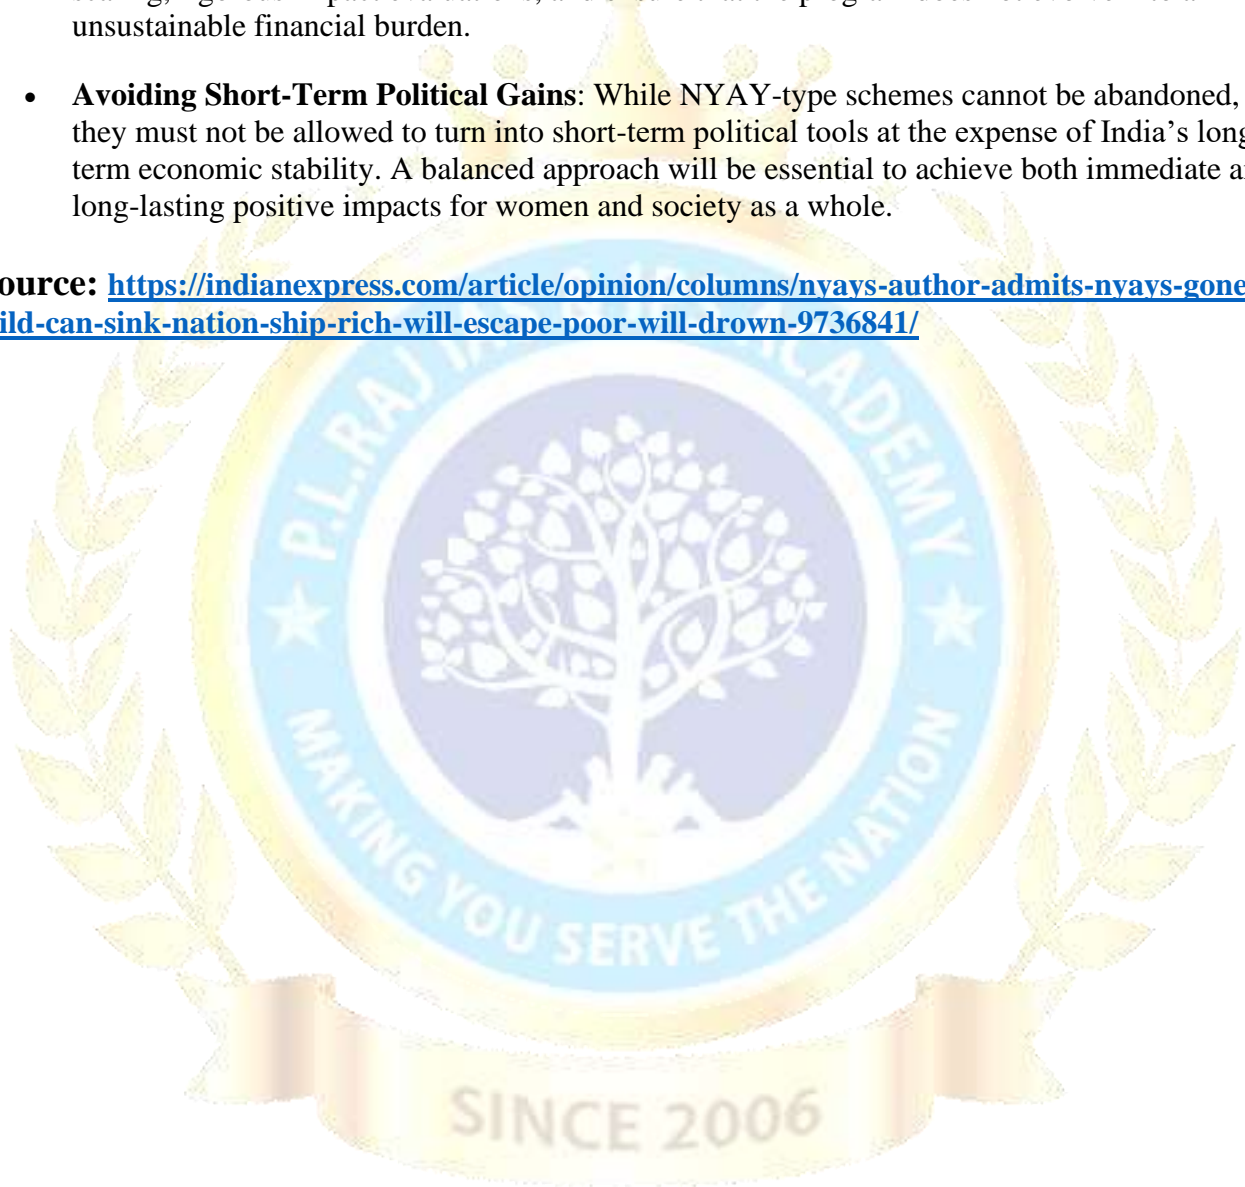 unsustainable financial burden.
• Avoiding Short-Term Political Gains: While NYAY-type schemes cannot be abandoned,
they must not be allowed to turn into short-term political tools at the expense of India's long
term economic stability. A balanced approach will be essential to achieve both immediate
long-lasting positive impacts for women and society as a whole.
ource: https://indianexpress.com/article/opinion/columns/nyays-author-admits-nyays-gone
ild-can-sink-nation-ship-rich-will-escape-poor-will-drown-9736841/
P.L.RAJ IAS & IPS ACADEMY
MAKING YOU SERVE THE NATION
SINCE 2006